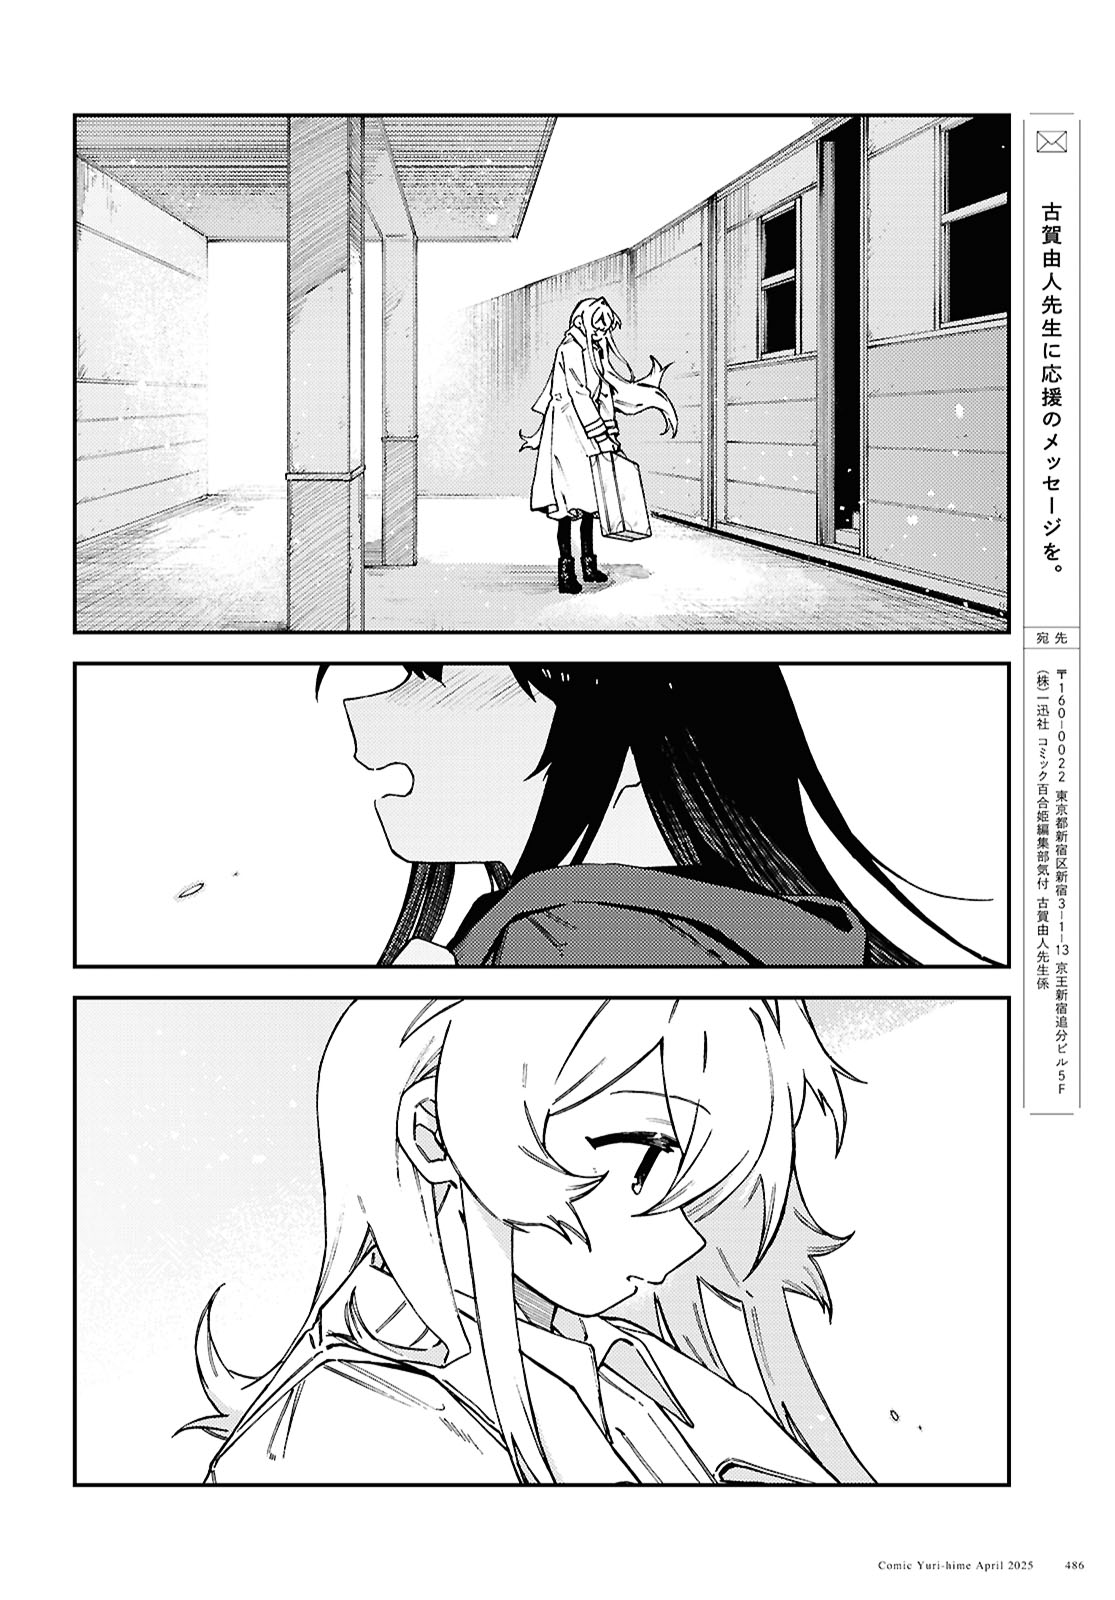 古賀由人先生に応援のメッセージを。
宛先
〒160-0022 東京都新宿区新宿3-1-13 京王新宿追分ビル5F
(株)一迅社 コミック百合姫編集部気付 古賀由人先生係
Comic Yuri-hime April 2025 486